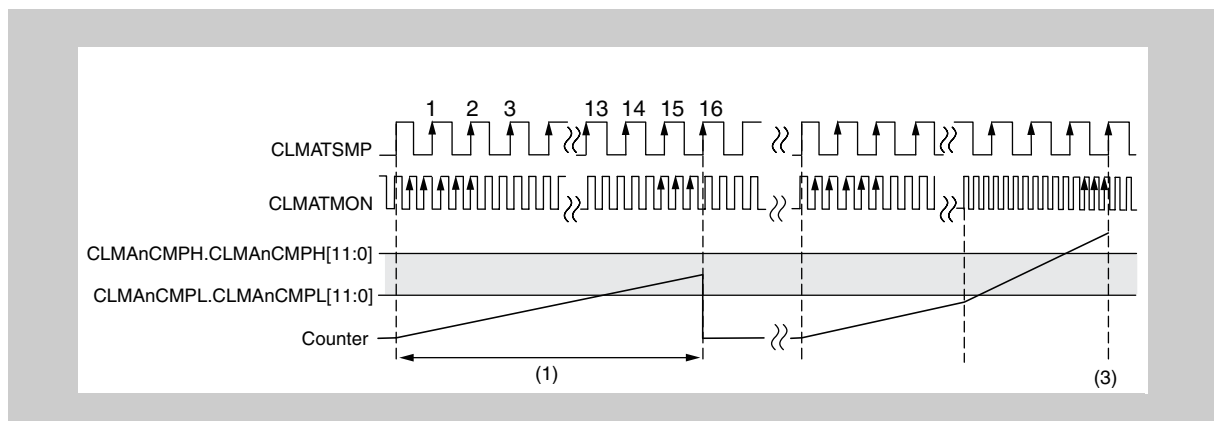 1 2 3 13 14 15 16
CLMATSMP
CLMATMON
CLMAnCMPH.CLMAnCMPH[11:0]
CLMAnCMPL.CLMAnCMPL[11:0]
Counter
(1) (3)